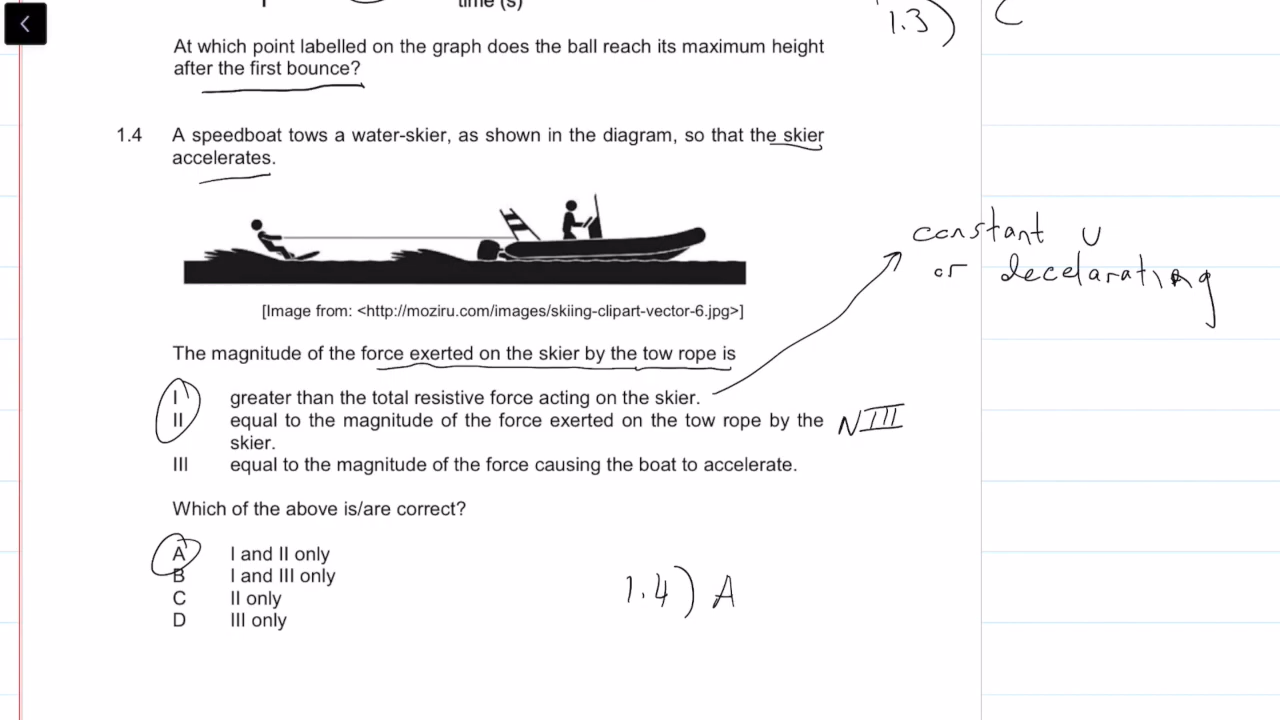 time (s)
1.3) C
At which point labelled on the graph does the ball reach its maximum height
after the first bounce?
1.4 A speedboat tows a water-skier, as shown in the diagram, so that the skier
accelerates.
constant v
or decelarating
[Image from: <http://moziru.com/images/skiing-clipart-vector-6.jpg>]
The magnitude of the force exerted on the skier by the tow rope is
I greater than the total resistive force acting on the skier.
II equal to the magnitude of the force exerted on the tow rope by the NIII
skier.
III equal to the magnitude of the force causing the boat to accelerate.
Which of the above is/are correct?
A I and II only
B I and III only
C II only
D III only
1.4) A